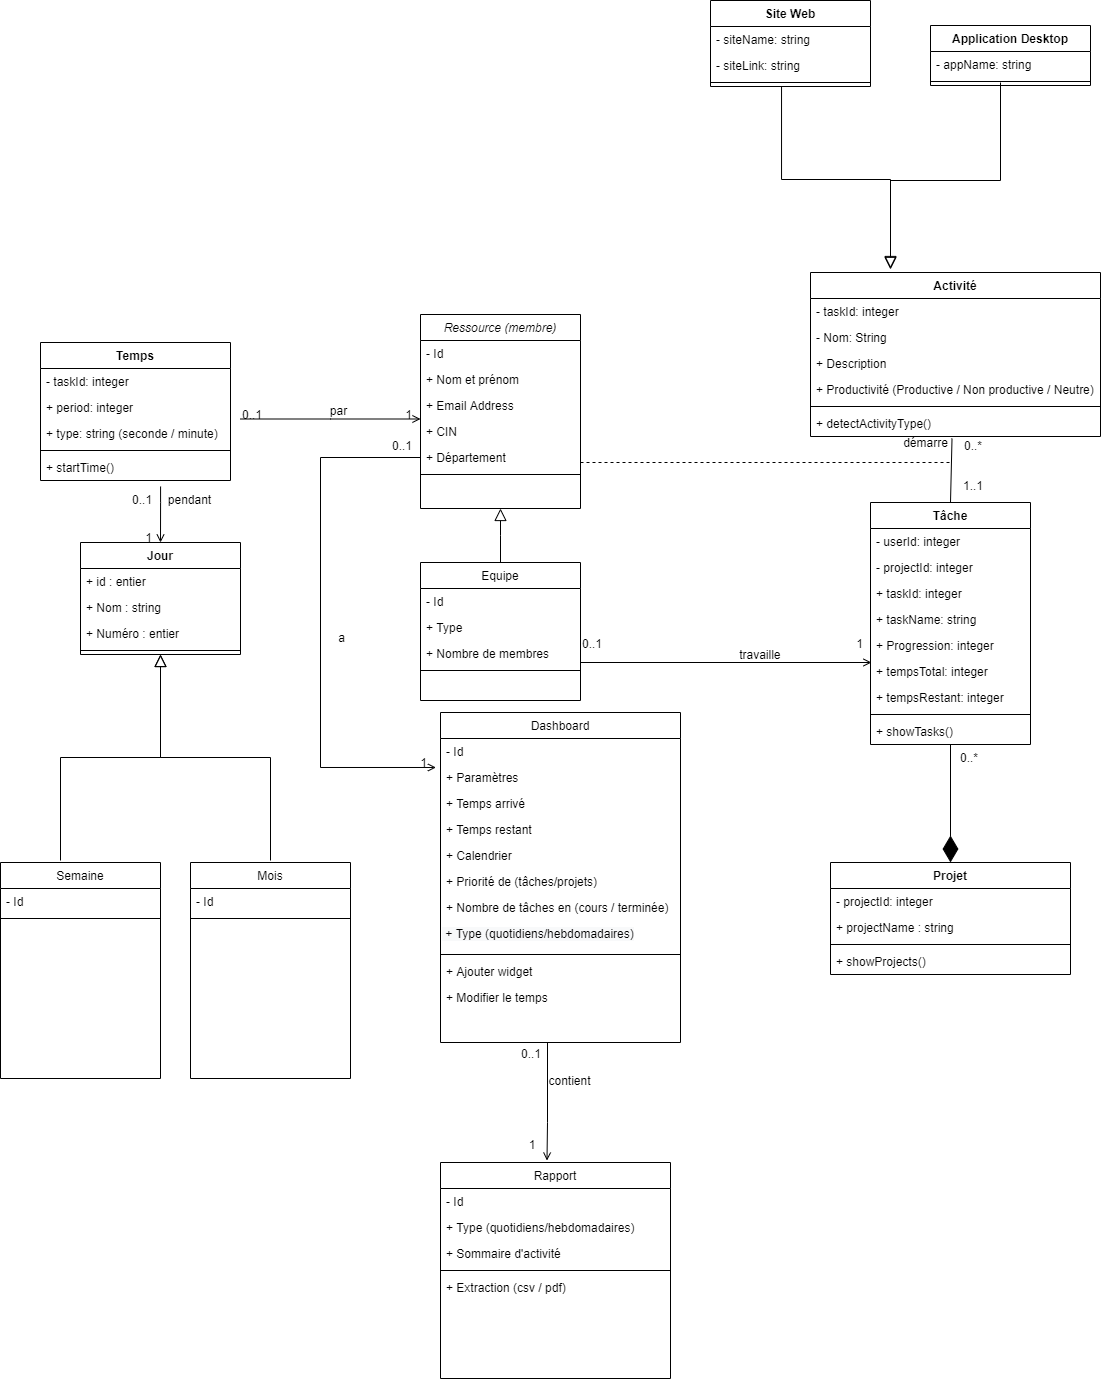 Site Web
- siteName: string
- siteLink: string
Application Desktop
- appName: string
Activité
- taskId: integer
- Nom: String
+ Description
+ Productivité (Productive / Non productive / Neutre)
+ detectActivityType()
démarre
0..*
1..1
Ressource (membre)
- Id
+ Nom et prénom
+ Email Address
+ CIN
+ Département
Temps
- taskId: integer
+ period: integer
+ type: string (seconde / minute)
+ startTime()
0..1
par
1
0..1
0..1
pendant
1
Jour
+ id : entier
+ Nom : string
+ Numéro : entier
Equipe
- Id
+ Type
+ Nombre de membres
0..1
travaille
1
Tâche
- userId: integer
- projectId: integer
+ taskId: integer
+ taskName: string
+ Progression: integer
+ tempsTotal: integer
+ tempsRestant: integer
+ showTasks()
0..*
a
1
Dashboard
- Id
+ Paramètres
+ Temps arrivé
+ Temps restant
+ Calendrier
+ Priorité de (tâches/projets)
+ Nombre de tâches en (cours / terminée)
+ Type (quotidiens/hebdomadaires)
+ Ajouter widget
+ Modifier le temps
Semaine
- Id
Mois
- Id
Projet
- projectId: integer
+ projectName : string
+ showProjects()
0..1
contient
1
Rapport
- Id
+ Type (quotidiens/hebdomadaires)
+ Sommaire d'activité
+ Extraction (csv / pdf)